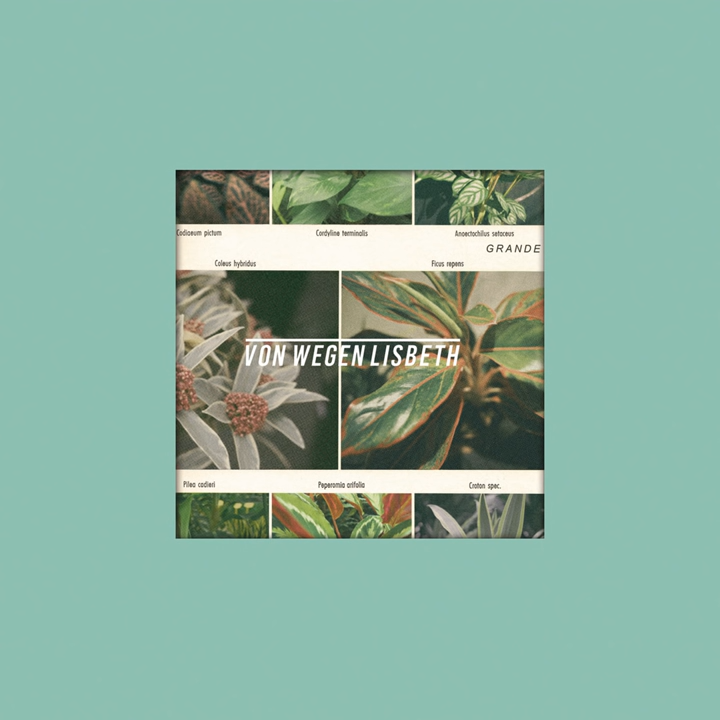 Codiaeum pictum
Cordyline terminalis
Anoectochilus setaceus
GRANDE
Coleus hybridus
Ficus repens
VON WEGEN LISBETH
Pilea cadieri
Peperomia arifolia
Croton spec.